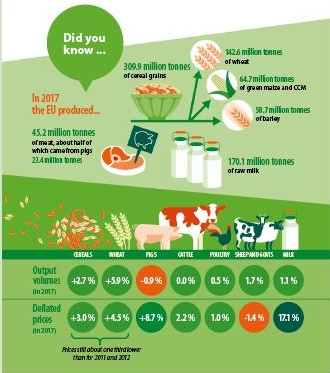 Did you
know ...
309.9 million tonnes
of cereal grains
142.6 million tonnes
of wheat
64.7 million tonnes
of green maize and CCM
58.7 million tonnes
of barley
In 2017
the EU produced...
45.2 million tonnes
of meat, about half of
which came from pigs
23.4 million tonnes
170.1 million tonnes
of raw milk
CEREALS WHEAT PIGS CATTLE POULTRY SHEEP AND GOATS MILK
Output
volumes
(in 2017)
+2.7 % +5.9 % -0.9 % 0.0 % 0.5 % 1.7 % 1.1 %
Deflated
prices
(in 2017)
+3.0 % +4.5 % +8.7 % 2.2 % 1.0 % -1.4 % 17.1 %
Prices still about one third lower
than for 2011 and 2012